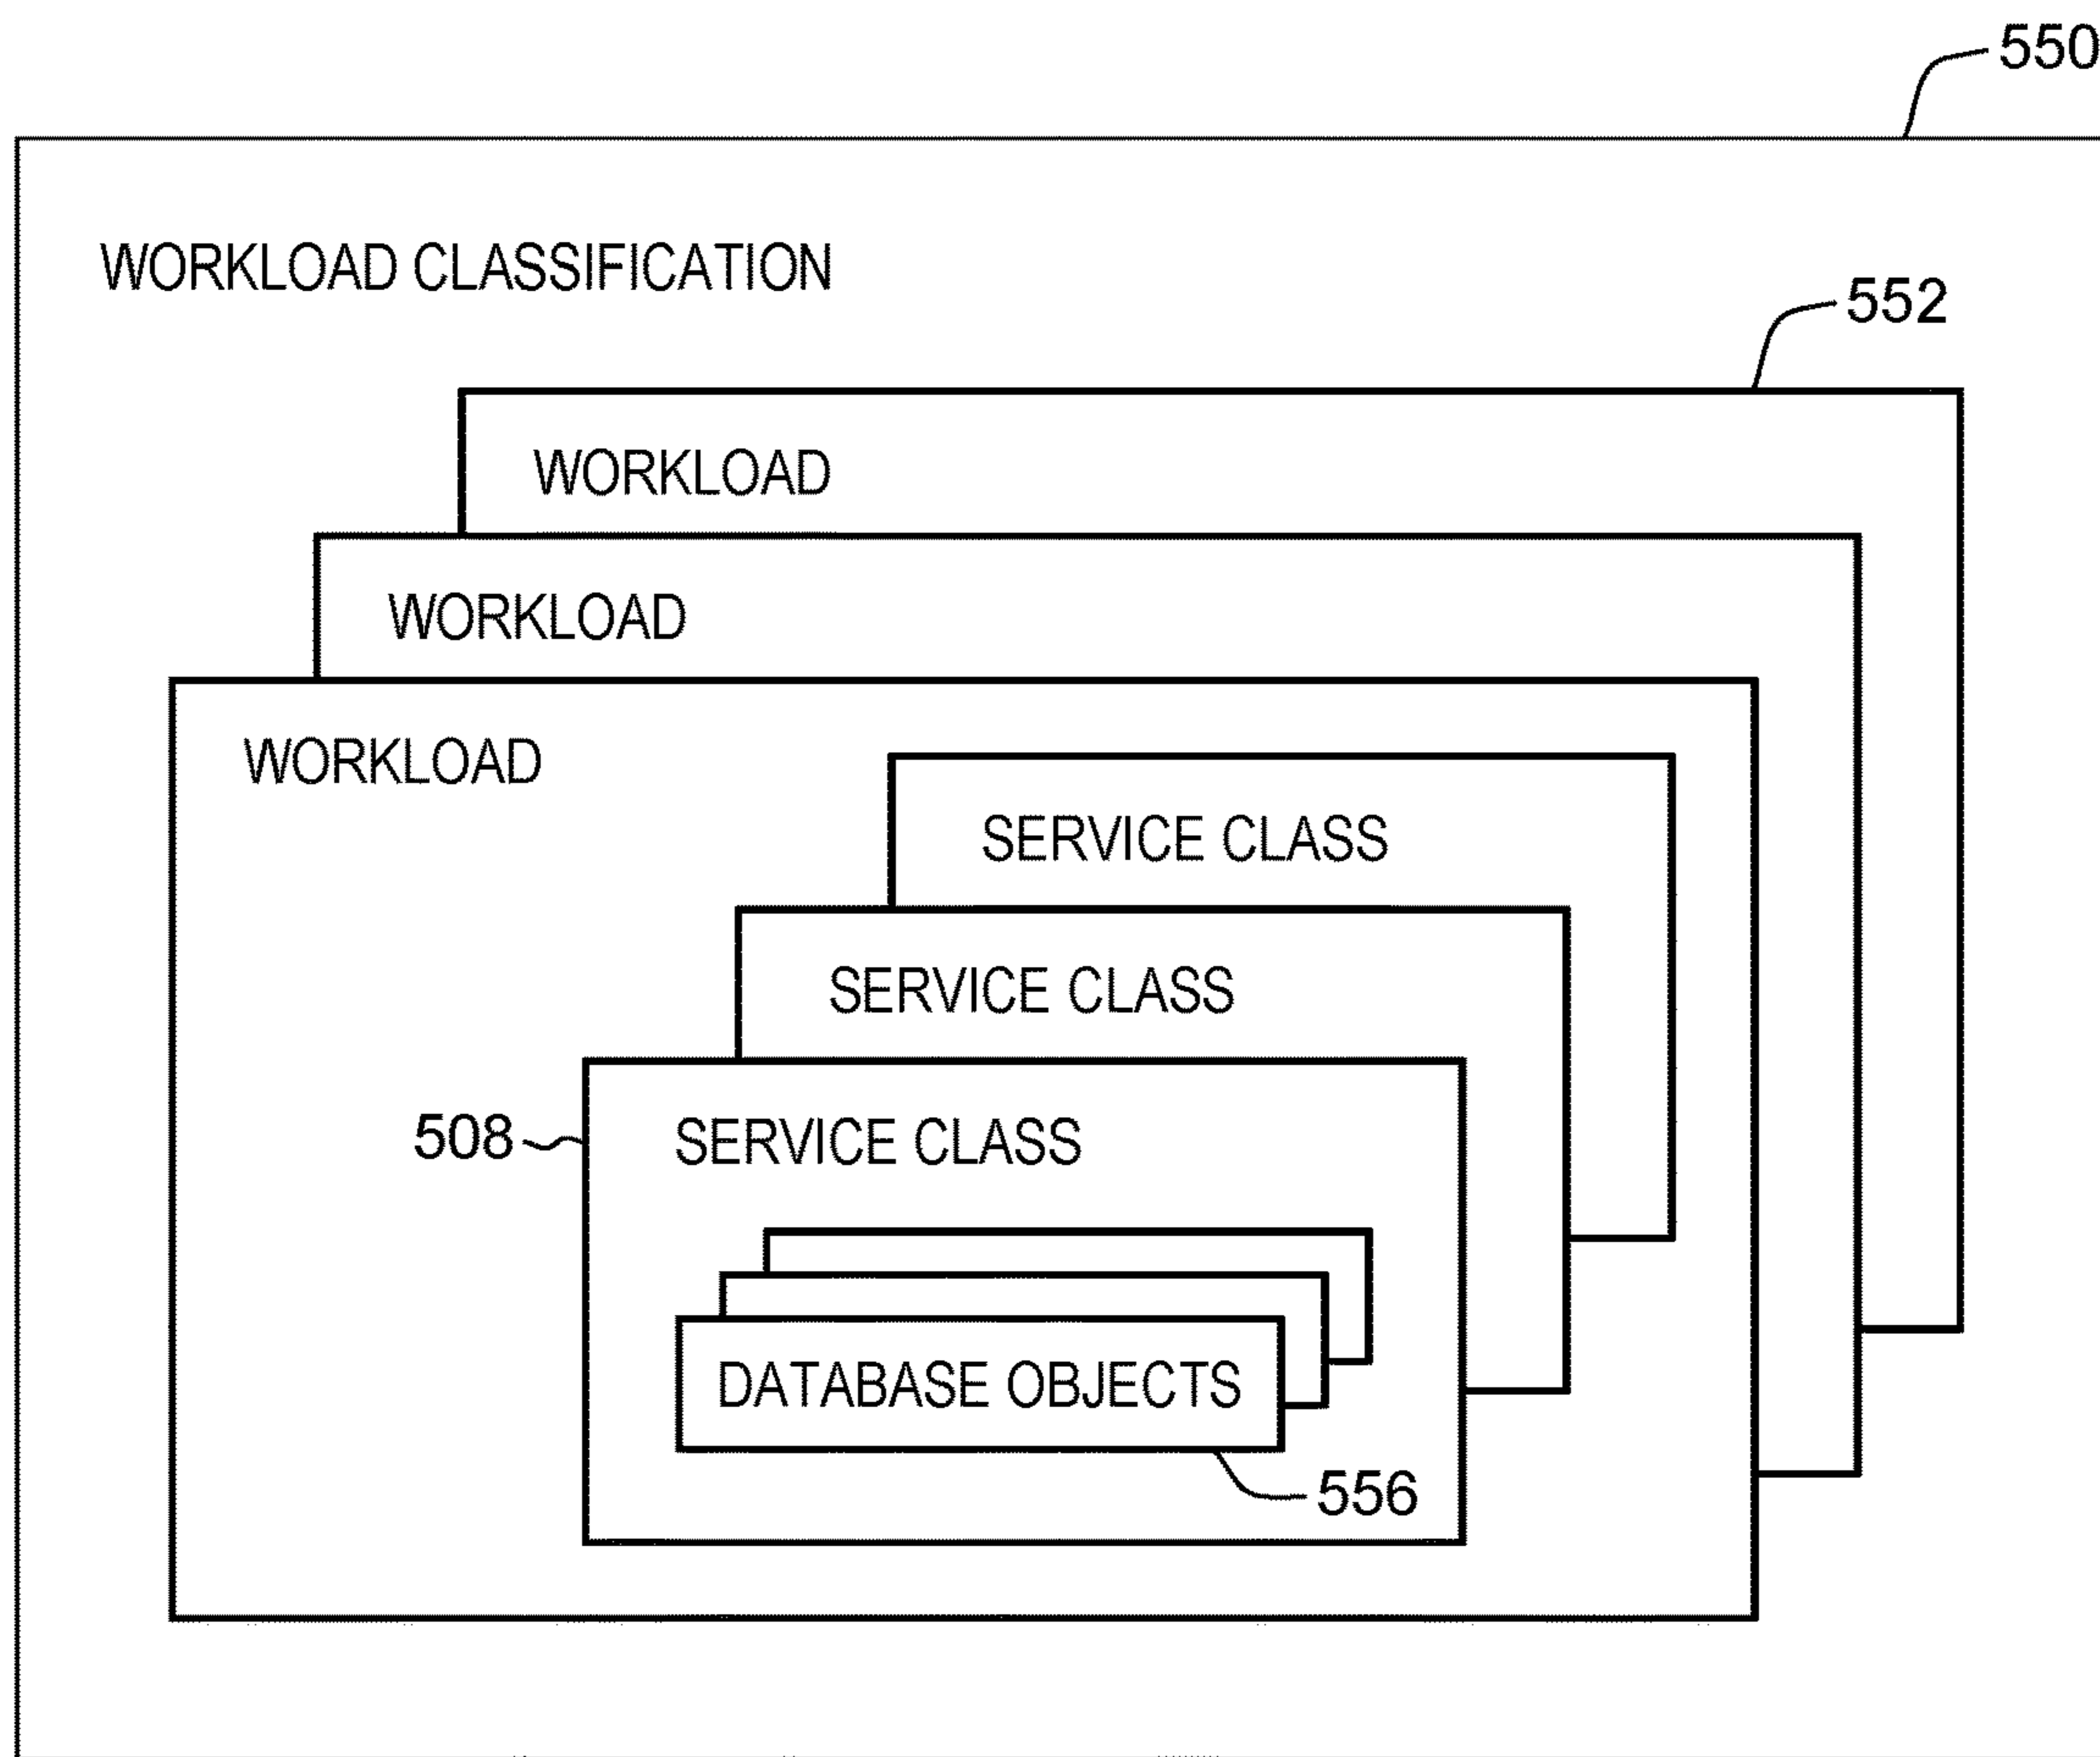 550
WORKLOAD CLASSIFICATION
552
WORKLOAD
WORKLOAD
WORKLOAD
SERVICE CLASS
SERVICE CLASS
508
SERVICE CLASS
DATABASE OBJECTS
556